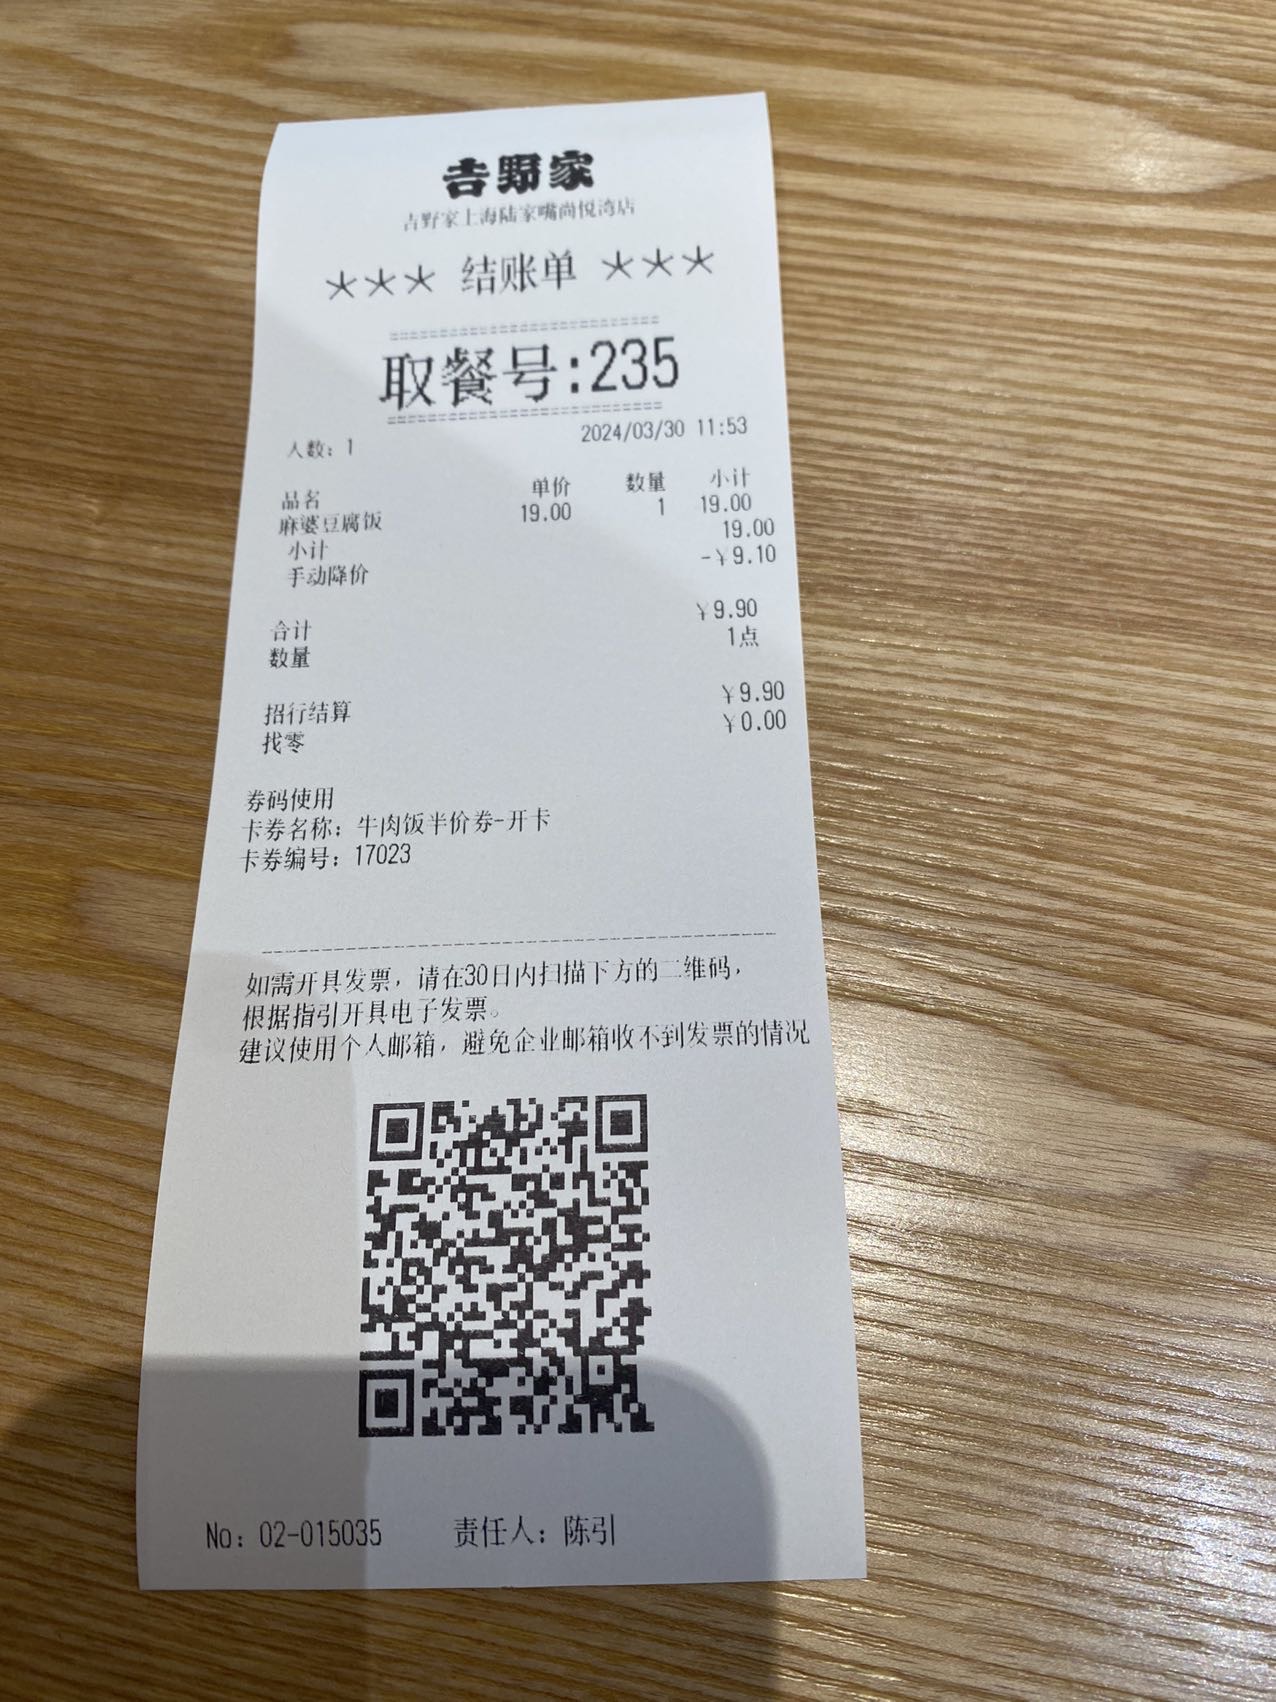 吉野家
吉野家上海陆家嘴尚悦湾店
*** 结账单 ***
取餐号:235
人数: 1 2024/03/30 11:53
品名 单价 数量 小计
麻婆豆腐饭 19.00 1 19.00
小计 19.00
手动降价 -¥9.10
合计 ¥9.90
数量 1点
招行结算 ¥9.90
找零 ¥0.00
券码使用
卡券名称: 牛肉饭半价券-开卡
卡券编号: 17023
如需开具发票，请在30日内扫描下方的二维码，
根据指引开具电子发票。
建议使用个人邮箱，避免企业邮箱收不到发票的情况
No: 02-015035 责任人: 陈引